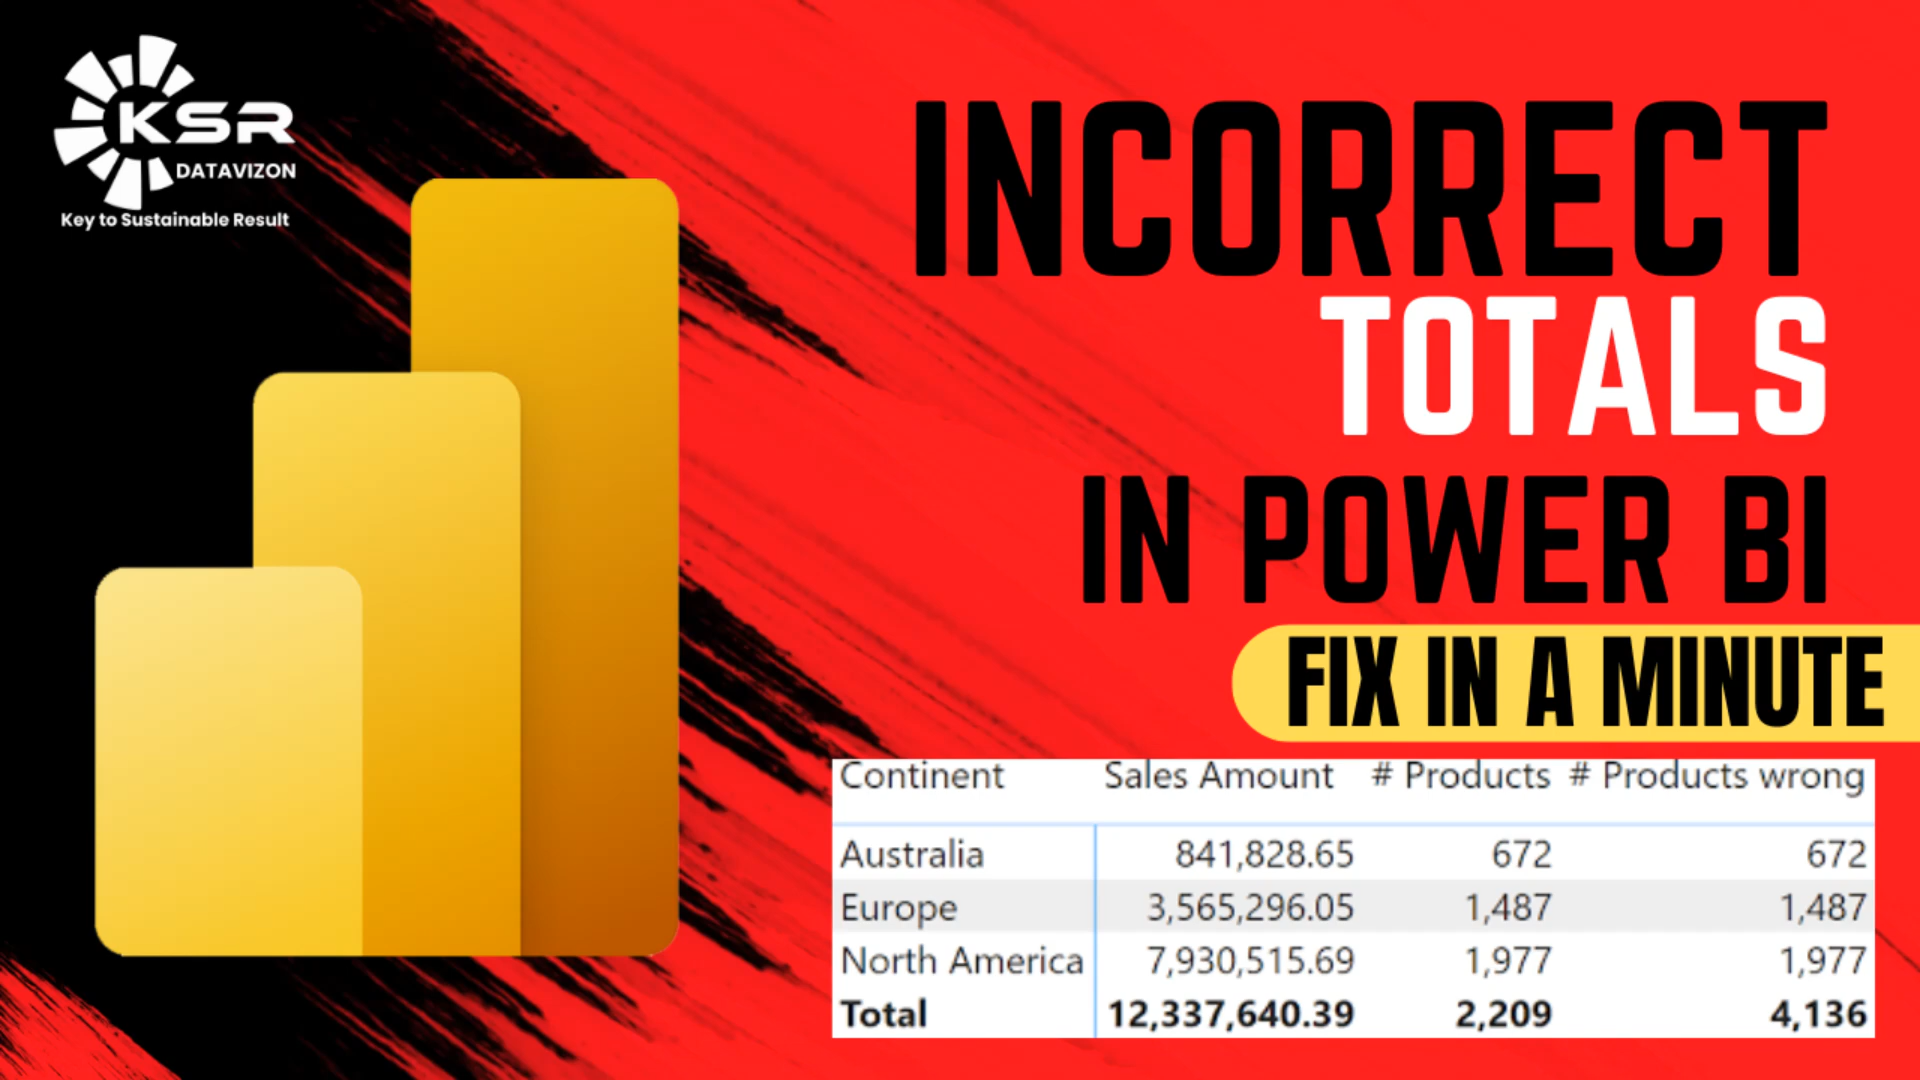 KSR
DATAVIZON
Key to Sustainable Result
INCORRECT
TOTALS
IN POWER BI
FIX IN A MINUTE
Continent Sales Amount # Products # Products wrong
Australia 841,828.65 672 672
Europe 3,565,296.05 1,487 1,487
North America 7,930,515.69 1,977 1,977
Total 12,337,640.39 2,209 4,136